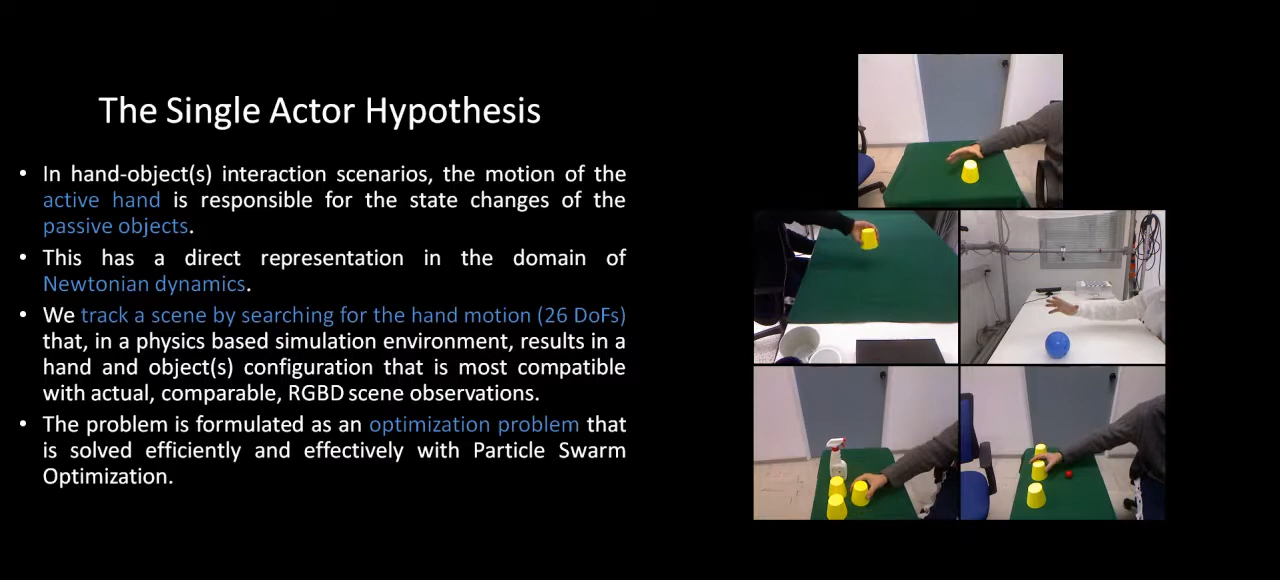 The Single Actor Hypothesis
• In hand-object(s) interaction scenarios, the motion of the
active hand is responsible for the state changes of the
passive objects.
• This has a direct representation in the domain of
Newtonian dynamics.
• We track a scene by searching for the hand motion (26 DoFs)
that, in a physics based simulation environment, results in a
hand and object(s) configuration that is most compatible
with actual, comparable, RGBD scene observations.
• The problem is formulated as an optimization problem that
is solved efficiently and effectively with Particle Swarm
Optimization.